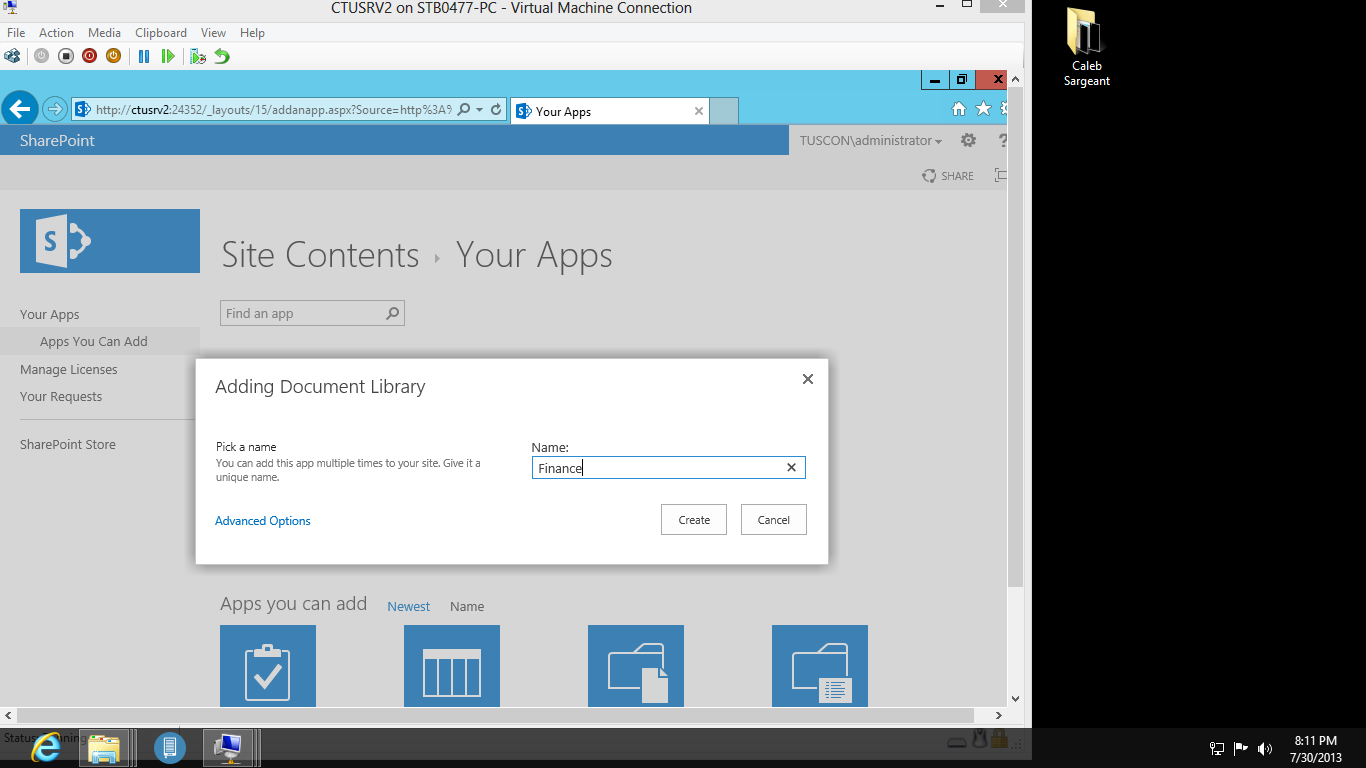 CTUSRV2 on STB0477-PC - Virtual Machine Connection
File Action Media Clipboard View Help
http://ctusrv2:24352/_layouts/15/addanapp.aspx?Source=http%3A%
Your Apps
SharePoint
TUSCON\administrator
?
SHARE
S
Site Contents Your Apps
Find an app
Your Apps
Apps You Can Add
Manage Licenses
Your Requests
SharePoint Store
Adding Document Library
Pick a name
You can add this app multiple times to your site. Give it a
unique name.
Name:
Finance
Advanced Options
Create
Cancel
Apps you can add Newest Name
Caleb
Sargeant
8:11 PM
7/30/2013